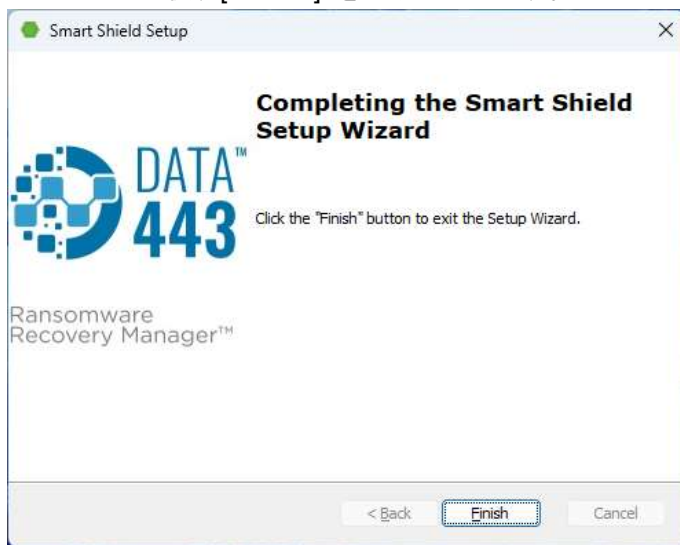 Smart Shield Setup
Completing the Smart Shield
Setup Wizard
DATA™
443
Click the "Finish" button to exit the Setup Wizard.
Ransomware
Recovery Manager™
< Back
Finish
Cancel